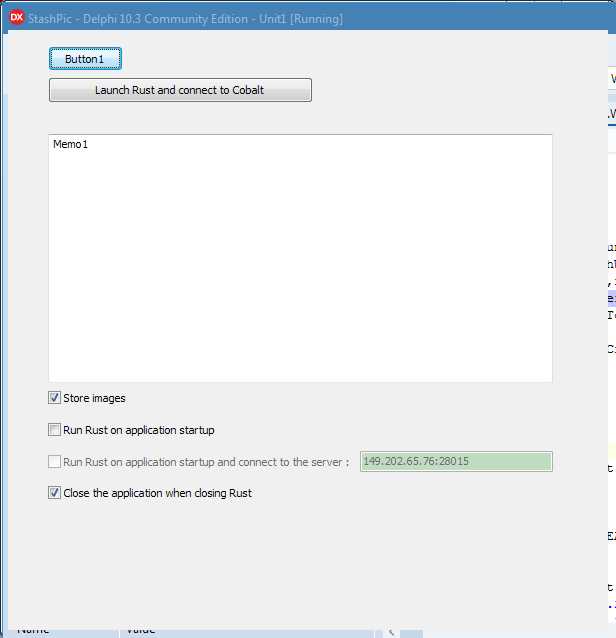 StashPic - Delphi 10.3 Community Edition - Unit1 [Running]
Button1
Launch Rust and connect to Cobalt
Memo1
Store images
Run Rust on application startup
Run Rust on application startup and connect to the server :
149.202.65.76:28015
Close the application when closing Rust
Name
Value